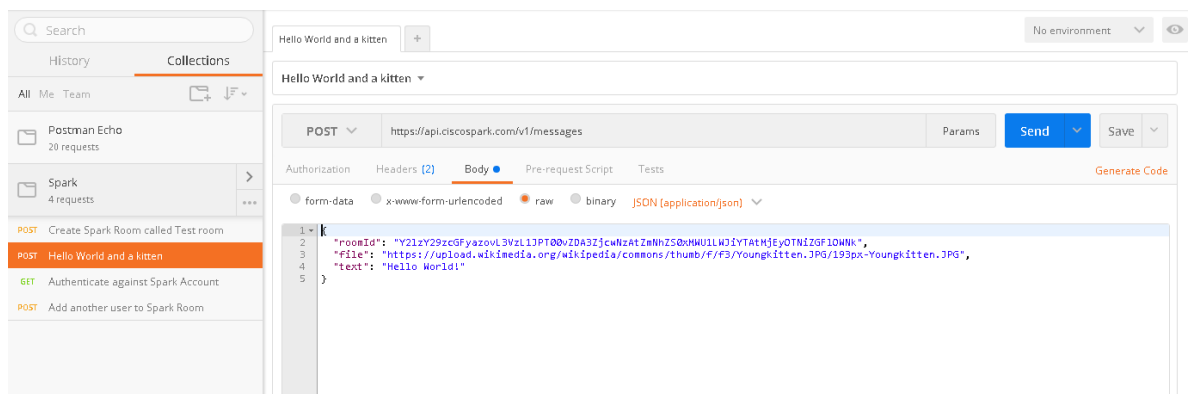 Search
History Collections
All Me Team
Postman Echo
20 requests
Spark
4 requests
POST Create Spark Room called Test room
POST Hello World and a kitten
GET Authenticate against Spark Account
POST Add another user to Spark Room
Hello World and a kitten +
No environment
Hello World and a kitten
POST https://api.ciscospark.com/v1/messages Params Send Save
Authorization Headers (2) Body Pre-request Script Tests Generate Code
form-data x-www-form-urlencoded raw binary JSON (application/json)
1 {
2 "roomId": "Y2lzY29zcGFyazovL3VzL1JPT00vZDA3ZjcwNzAtZmNhZS0xMWU1LWJiYTAtMjEyOTNiZGFlOWNk",
3 "file": "https://upload.wikimedia.org/wikipedia/commons/thumb/f/f3/Youngkitten.JPG/193px-Youngkitten.JPG",
4 "text": "Hello World!"
5 }